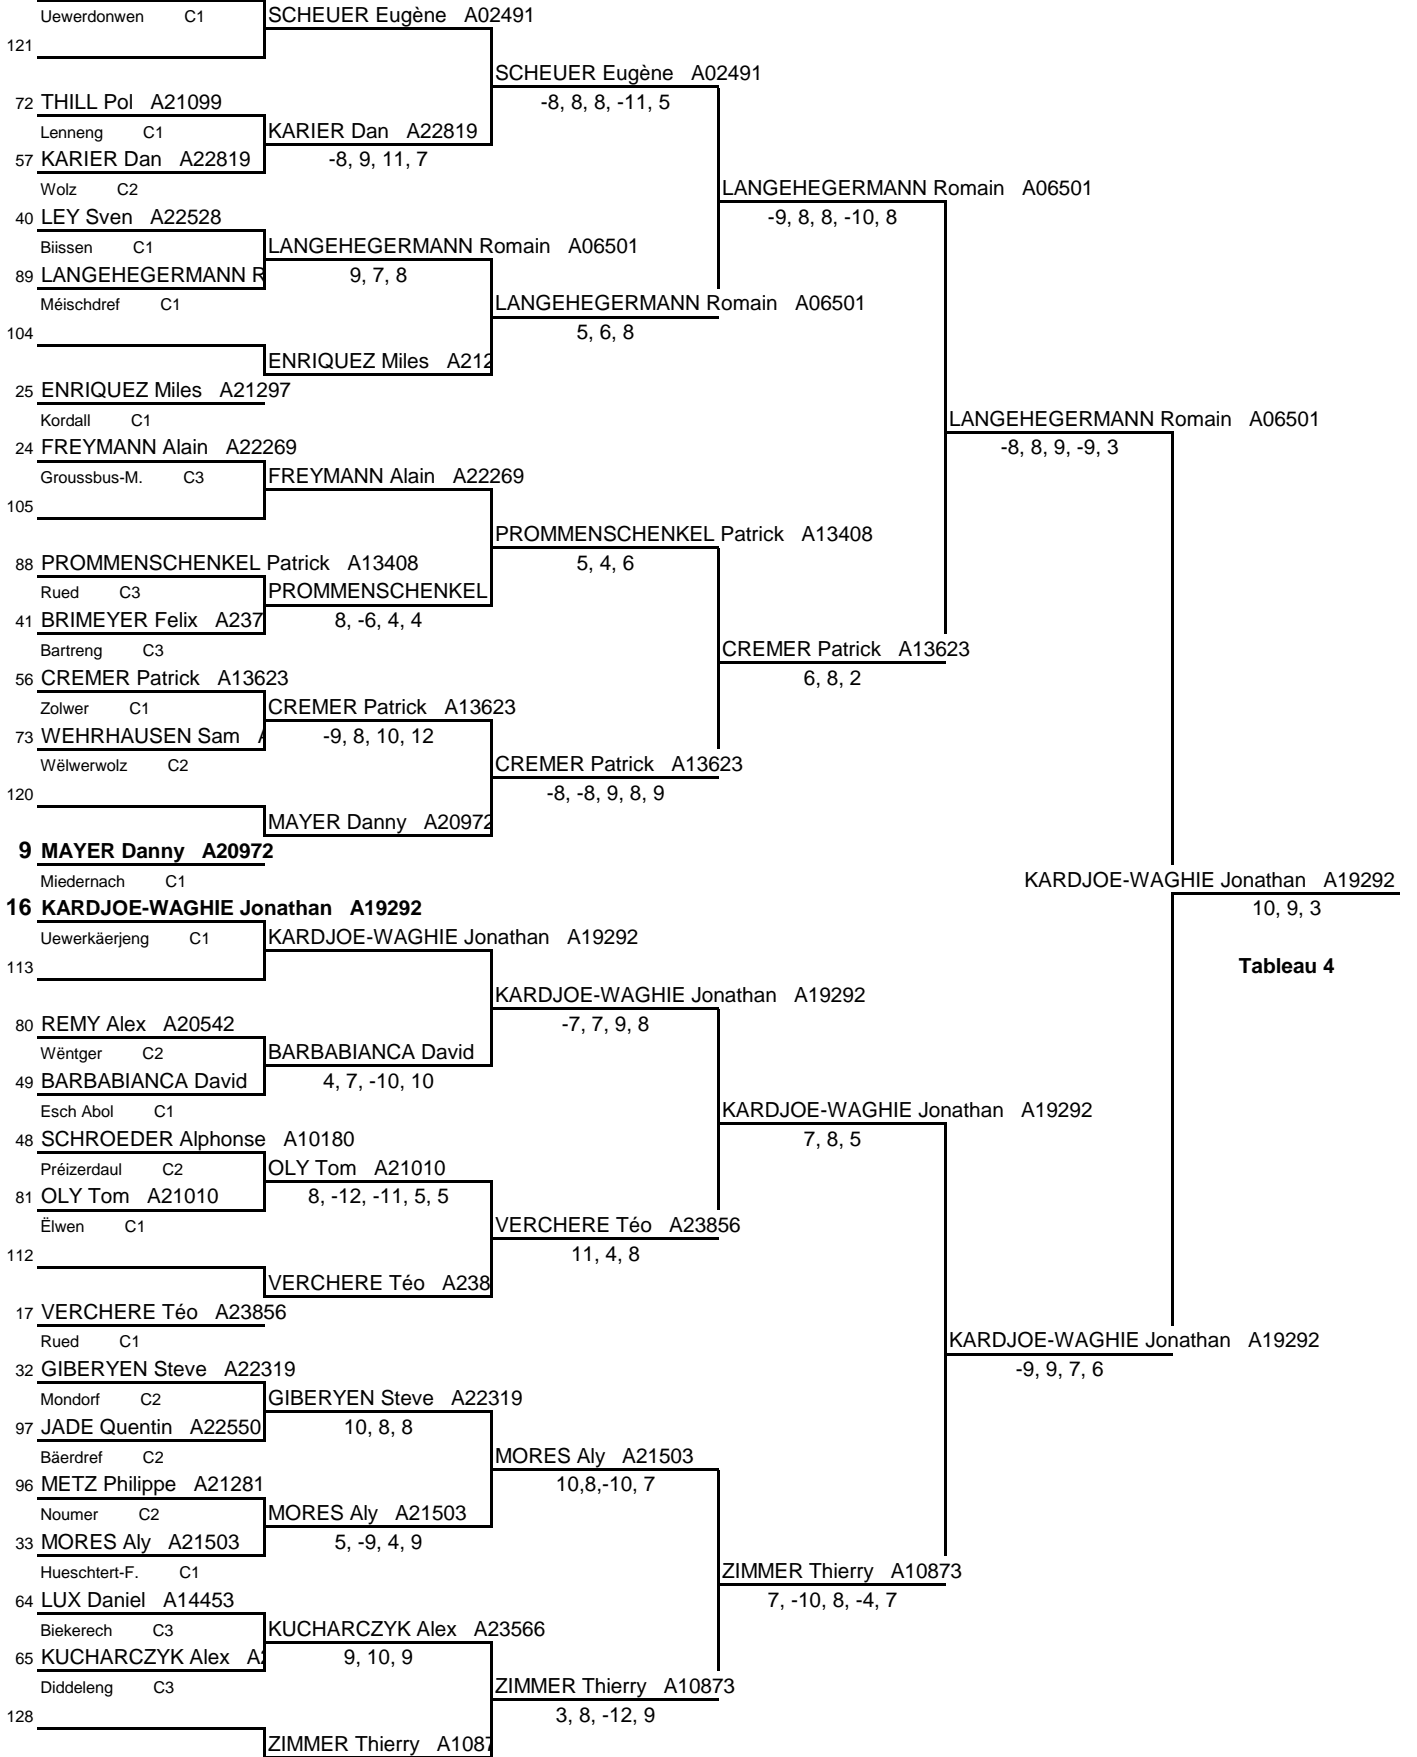 Uewerdonwen C1 SCHEUER Eugène A02491
121
SCHEUER Eugène A02491
72 THILL Pol A21099 -8, 8, 8, -11, 5
Lenneng C1 KARIER Dan A22819
57 KARIER Dan A22819 -8, 9, 11, 7
Wolz C2 LANGEHEGERMANN Romain A06501
40 LEY Sven A22528 -9, 8, 8, -10, 8
Biissen C1 LANGEHEGERMANN Romain A06501
89 LANGEHEGERMANN R 9, 7, 8
Méischdref C1 LANGEHEGERMANN Romain A06501
104 5, 6, 8
ENRIQUEZ Miles A212
25 ENRIQUEZ Miles A21297
Kordall C1 LANGEHEGERMANN Romain A06501
24 FREYMANN Alain A22269 -8, 8, 9, -9, 3
Groussbus-M. C3 FREYMANN Alain A22269
105
PROMMENSCHENKEL Patrick A13408
88 PROMMENSCHENKEL Patrick A13408 5, 4, 6
Rued C3 PROMMENSCHENKEL
41 BRIMEYER Felix A237 8, -6, 4, 4
Bartreng C3 CREMER Patrick A13623
56 CREMER Patrick A13623 6, 8, 2
Zolwer C1 CREMER Patrick A13623
73 WEHRHAUSEN Sam -9, 8, 10, 12
Wëlwerwolz C2 CREMER Patrick A13623
120 -8, -8, 9, 8, 9
MAYER Danny A20972
9 MAYER Danny A20972
Miedernach C1 KARDJOE-WAGHIE Jonathan A19292
16 KARDJOE-WAGHIE Jonathan A19292 10, 9, 3
Uewerkäerjeng C1 KARDJOE-WAGHIE Jonathan A19292
113 Tableau 4
KARDJOE-WAGHIE Jonathan A19292
80 REMY Alex A20542 -7, 7, 9, 8
Wëntger C2 BARBABIANCA David
49 BARBABIANCA David 4, 7, -10, 10
Esch Abol C1 KARDJOE-WAGHIE Jonathan A19292
48 SCHROEDER Alphonse A10180 7, 8, 5
Préizerdaul C2 OLY Tom A21010
81 OLY Tom A21010 8, -12, -11, 5, 5
Ëlwen C1 VERCHERE Téo A23856
112 11, 4, 8
VERCHERE Téo A238
17 VERCHERE Téo A23856
Rued C1 KARDJOE-WAGHIE Jonathan A19292
32 GIBERYEN Steve A22319 -9, 9, 7, 6
Mondorf C2 GIBERYEN Steve A22319
97 JADE Quentin A22550 10, 8, 8
Bäerdref C2 MORES Aly A21503
96 METZ Philippe A21281 10,8,-10, 7
Noumer C2 MORES Aly A21503
33 MORES Aly A21503 5, -9, 4, 9
Hueschtert-F. C1 ZIMMER Thierry A10873
64 LUX Daniel A14453 7, -10, 8, -4, 7
Biekerech C3 KUCHARCZYK Alex A23566
65 KUCHARCZYK Alex 9, 10, 9
Diddeleng C3 ZIMMER Thierry A10873
128 3, 8, -12, 9
ZIMMER Thierry A1087